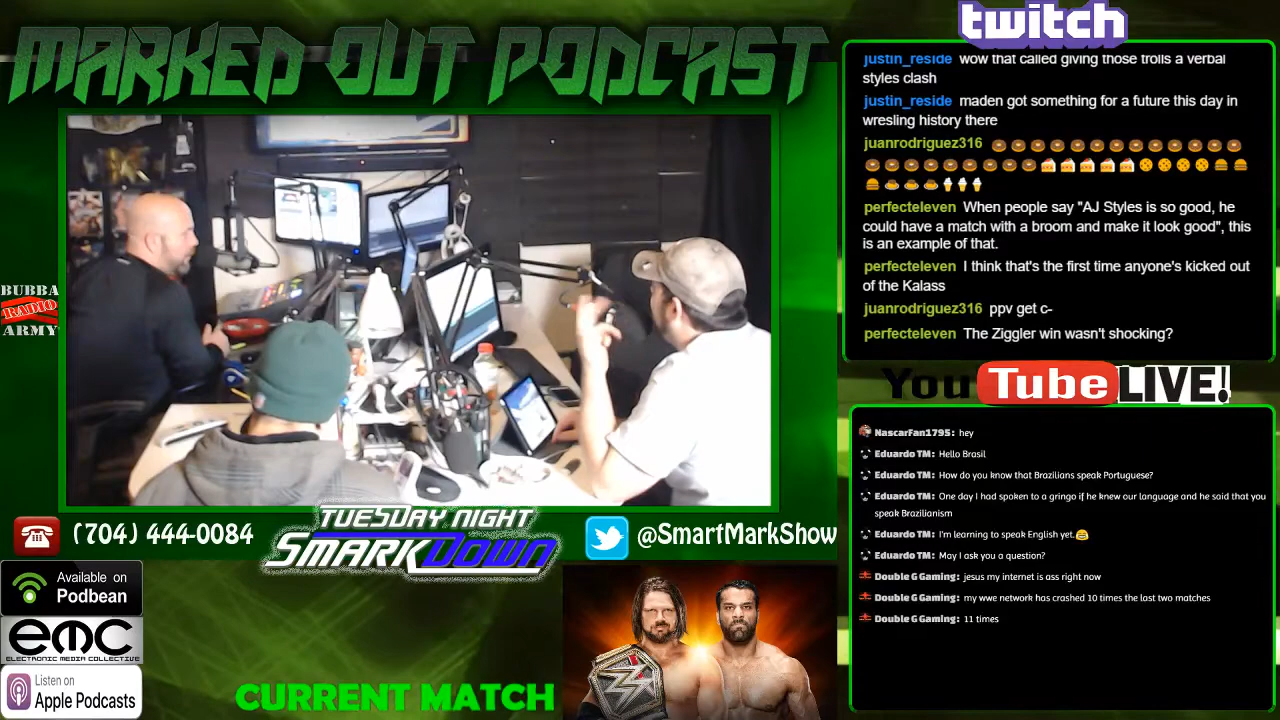 MARKED OUT PODCAST
twitch
justin_reside wow that called giving those trolls a verbal
styles clash
justin_reside maden got something for a future this day in
wresling history there
juanrodriguez316 🍩🍩🍩🍩🍩🍩🍩🍩🍩🍩🍩🍩🍩
🍩🍩🍩🍩🍩🍩🍩🍩🍩🍰🍰🍰🍰🍰🍪🍪🍪🍪🍔🍔
🍔☕☕☕🍦🍦🍦
perfecteleven When people say "AJ Styles is so good, he
could have a match with a broom and make it look good", this
is an example of that.
perfecteleven I think that's the first time anyone's kicked out
of the Kalass
juanrodriguez316 ppv get c-
perfecteleven The Ziggler win wasn't shocking?
BUBBA
RADIO
ARMY
YouTube LIVE!
NascarFan1795: hey
Eduardo TM: Hello Brasil
Eduardo TM: How do you know that Brazilians speak Portuguese?
Eduardo TM: One day I had spoken to a gringo if he knew our language and he said that you
speak Brazilianism
Eduardo TM: I'm learning to speak English yet.😂
Eduardo TM: May I ask you a question?
Double G Gaming: jesus my internet is ass right now
Double G Gaming: my wwe network has crashed 10 times the last two matches
Double G Gaming: 11 times
(704) 444-0084
TUESDAY NIGHT
SMARKDOWN
@SmartMarkShow
Available on
Podbean
emc
ELECTRONIC MEDIA COLLECTIVE
Listen on
Apple Podcasts
CURRENT MATCH